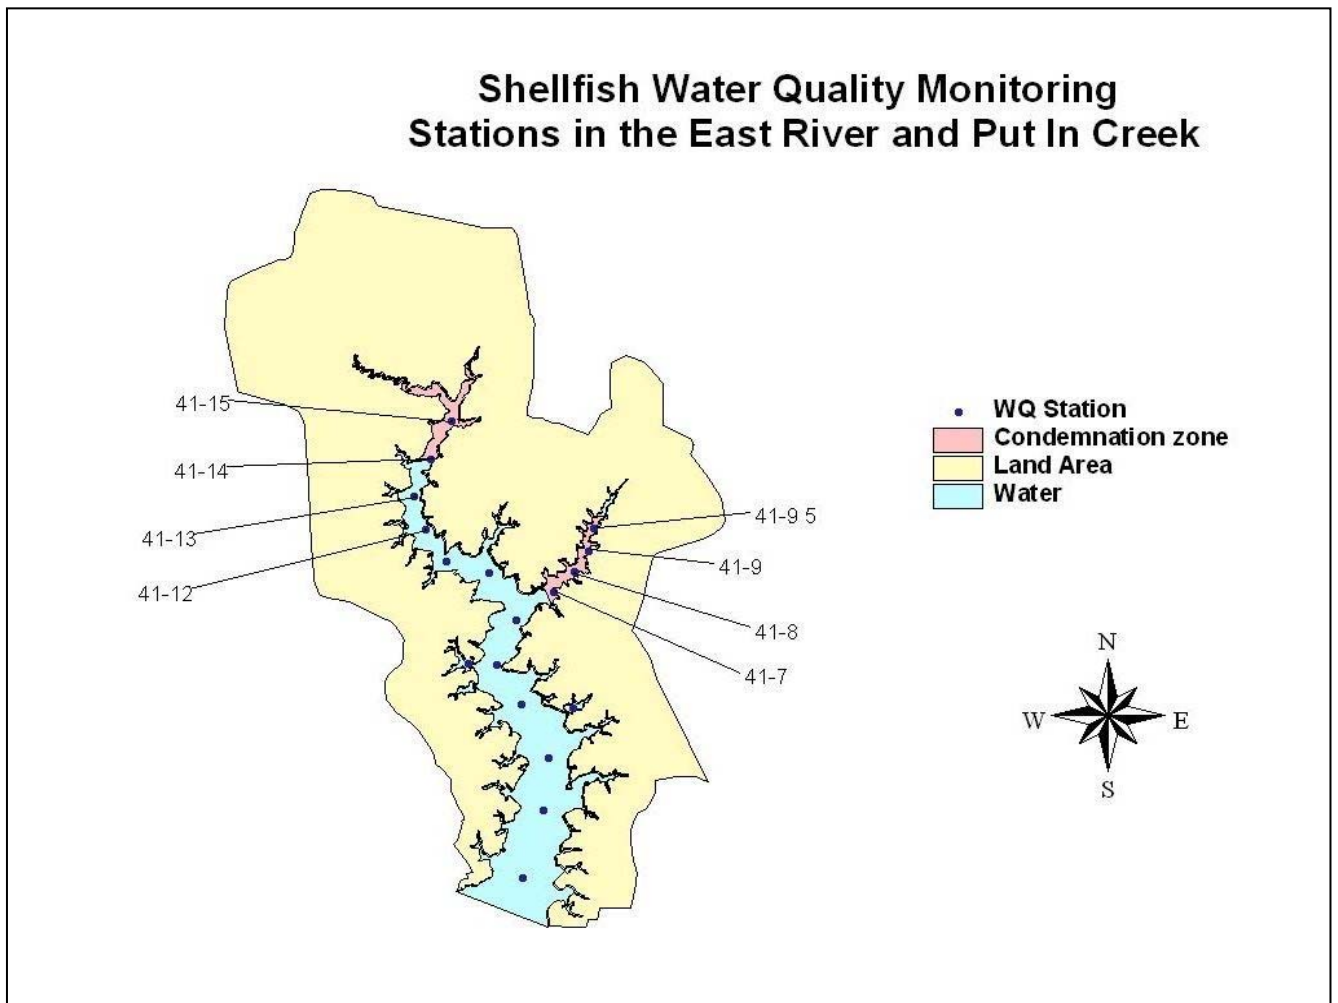 Shellfish Water Quality Monitoring
Stations in the East River and Put In Creek
41-15
41-14
41-13
41-12
41-9 5
41-9
41-8
41-7
WQ Station
Condemnation zone
Land Area
Water
N
W
E
S